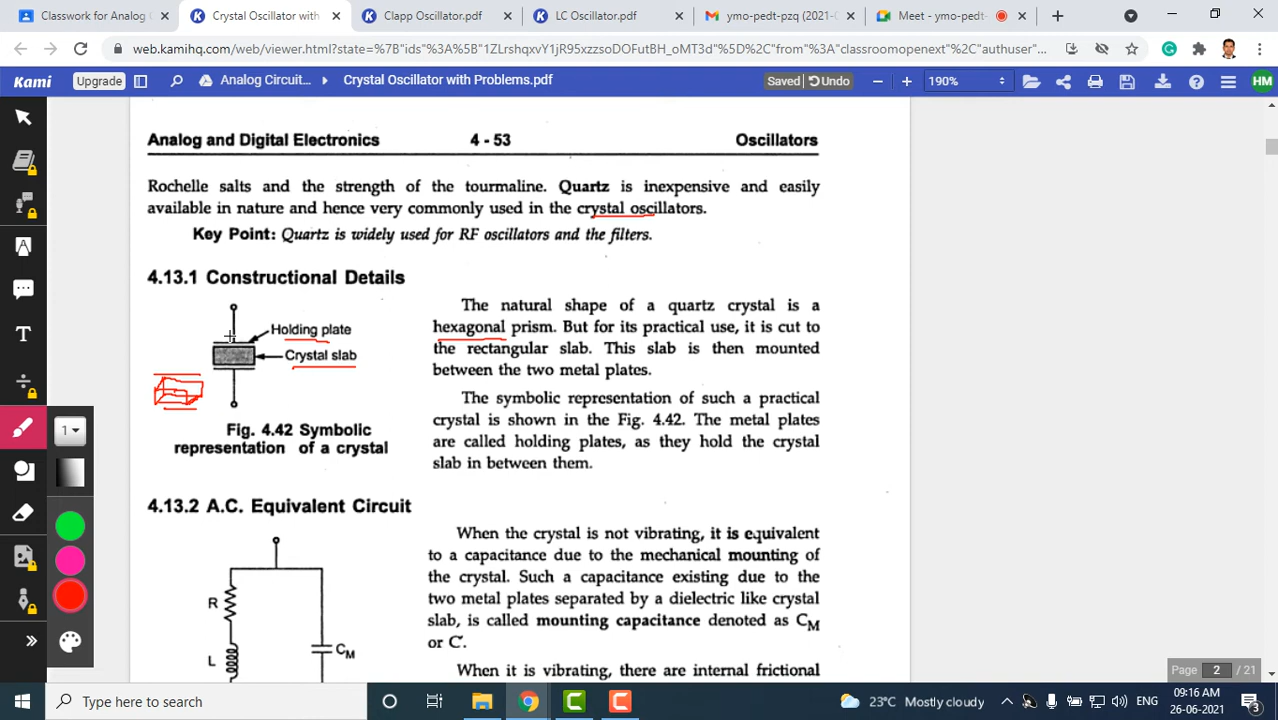 Classwork for Analog
Crystal Oscillator with
Clapp Oscillator.pdf
LC Oscillator.pdf
ymo-pedt-pzq (2021-
Meet - ymo-pedt-
web.kamihq.com/web/viewer.html?state=%7B"ids"%3A%5B"1ZLrshqxvY1jR95xzzsoDOFutBH_oMT3d"%5D%2C"from"%3A"classroomopenext"%2C"authuser"...
Kami
Upgrade
Analog Circuit...
Crystal Oscillator with Problems.pdf
Saved
Undo
190%
HM
Analog and Digital Electronics 4 - 53 Oscillators
Rochelle salts and the strength of the tourmaline. Quartz is inexpensive and easily
available in nature and hence very commonly used in the crystal oscillators.
Key Point: Quartz is widely used for RF oscillators and the filters.
4.13.1 Constructional Details
Holding plate
Crystal slab
Fig. 4.42 Symbolic
representation of a crystal
The natural shape of a quartz crystal is a
hexagonal prism. But for its practical use, it is cut to
the rectangular slab. This slab is then mounted
between the two metal plates.
The symbolic representation of such a practical
crystal is shown in the Fig. 4.42. The metal plates
are called holding plates, as they hold the crystal
slab in between them.
4.13.2 A.C. Equivalent Circuit
R
L
CM
When the crystal is not vibrating, it is equivalent
to a capacitance due to the mechanical mounting of
the crystal. Such a capacitance existing due to the
two metal plates separated by a dielectric like crystal
slab, is called mounting capacitance denoted as CM
or C'.
When it is vibrating, there are internal frictional
1
Page 2 / 21
Type here to search
23°C Mostly cloudy
ENG
09:16 AM
26-06-2021
3